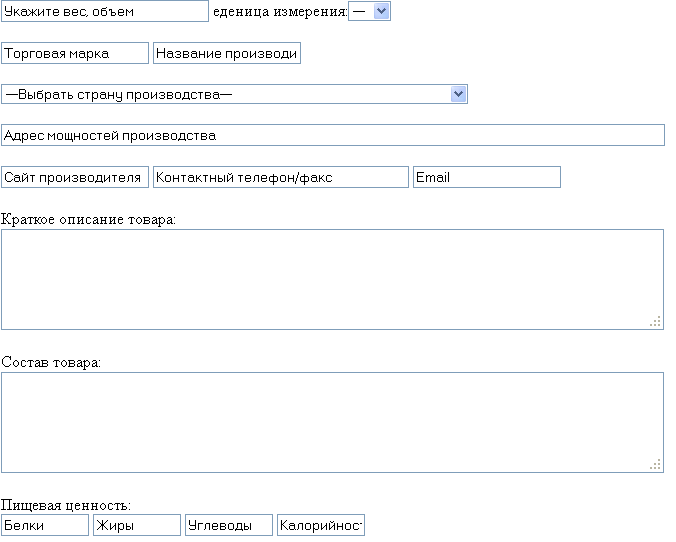 Укажите вес, объем еденица измерения: —
Торговая марка Название производи
—Выбрать страну производства—
Адрес мощностей производства
Сайт производителя Контактный телефон/факс Email
Краткое описание товара:
Состав товара:
Пищевая ценность:
Белки Жиры Углеводы Калорийнос